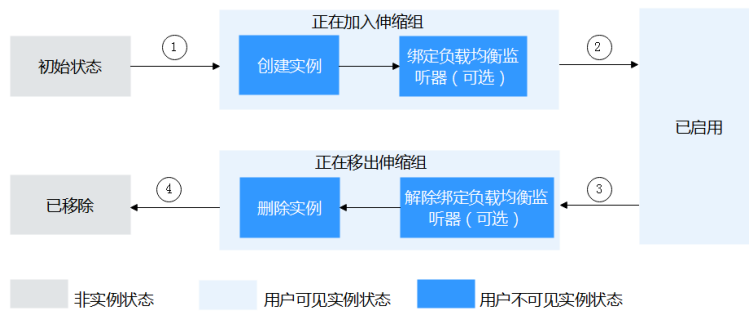 正在加入伸缩组
①
②
初始状态
创建实例
绑定负载均衡监
听器（可选）
已启用
正在移出伸缩组
④
③
已移除
删除实例
解除绑定负载均衡监
听器（可选）
非实例状态
用户可见实例状态
用户不可见实例状态